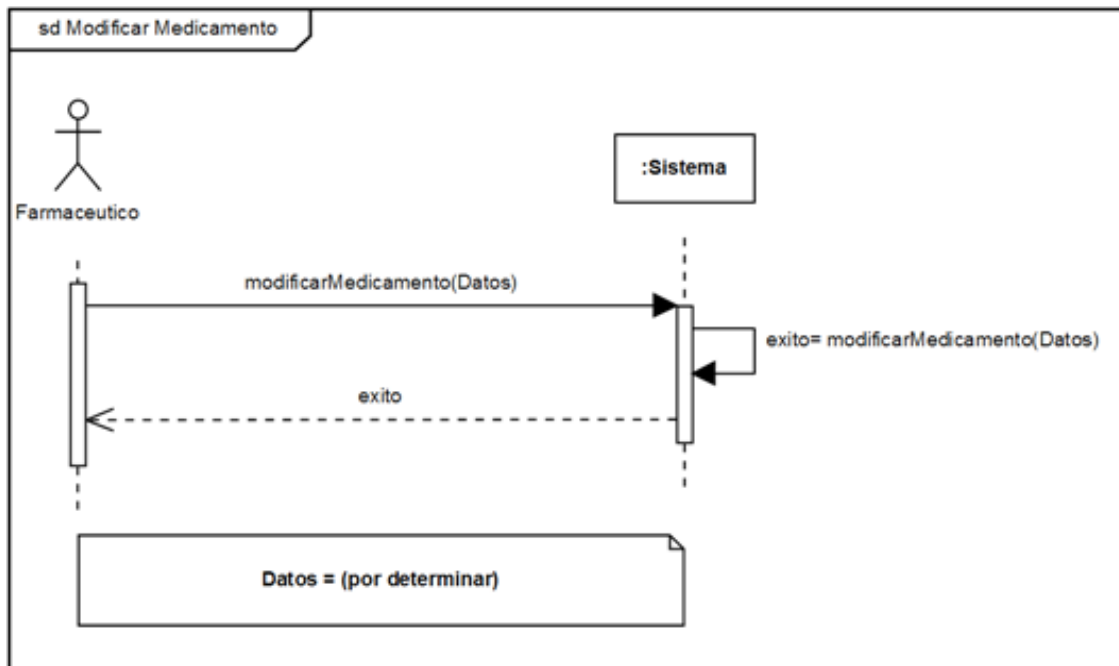 sd Modificar Medicamento
:Sistema
Farmaceutico
modificarMedicamento(Datos)
exito= modificarMedicamento(Datos)
exito
Datos = (por determinar)